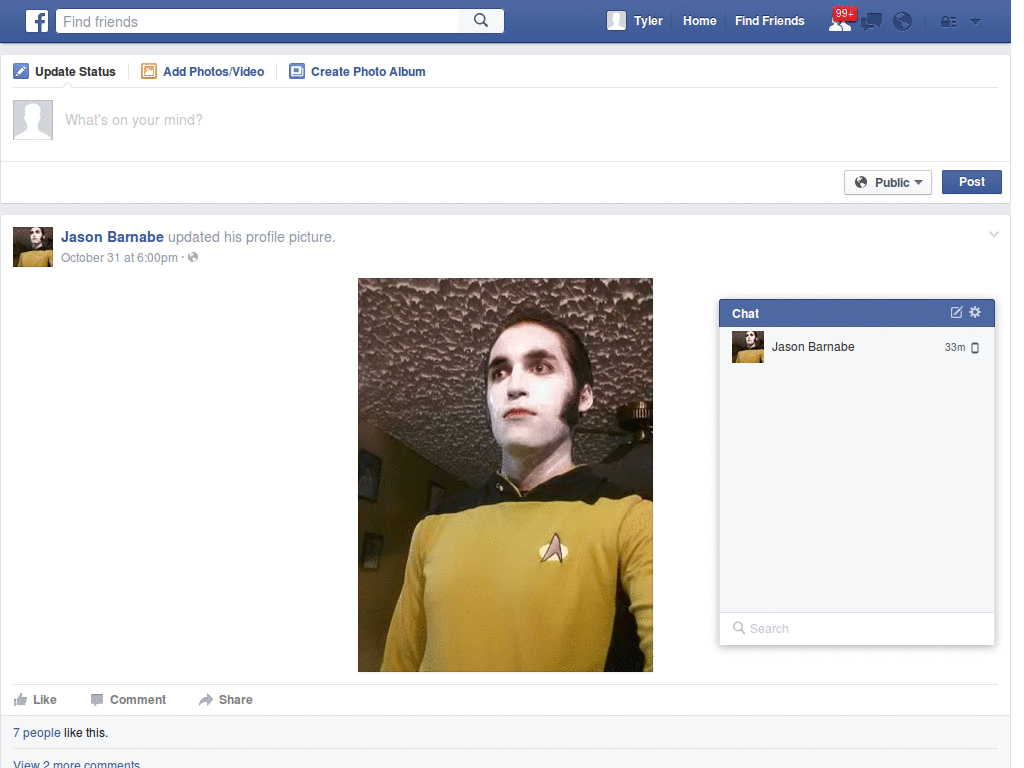 Find friends
Tyler Home Find Friends 99+
Update Status Add Photos/Video Create Photo Album
What's on your mind?
Public Post
Jason Barnabe updated his profile picture.
October 31 at 6:00pm ·
Chat
Jason Barnabe 33m
Search
Like Comment Share
7 people like this.
View 2 more comments